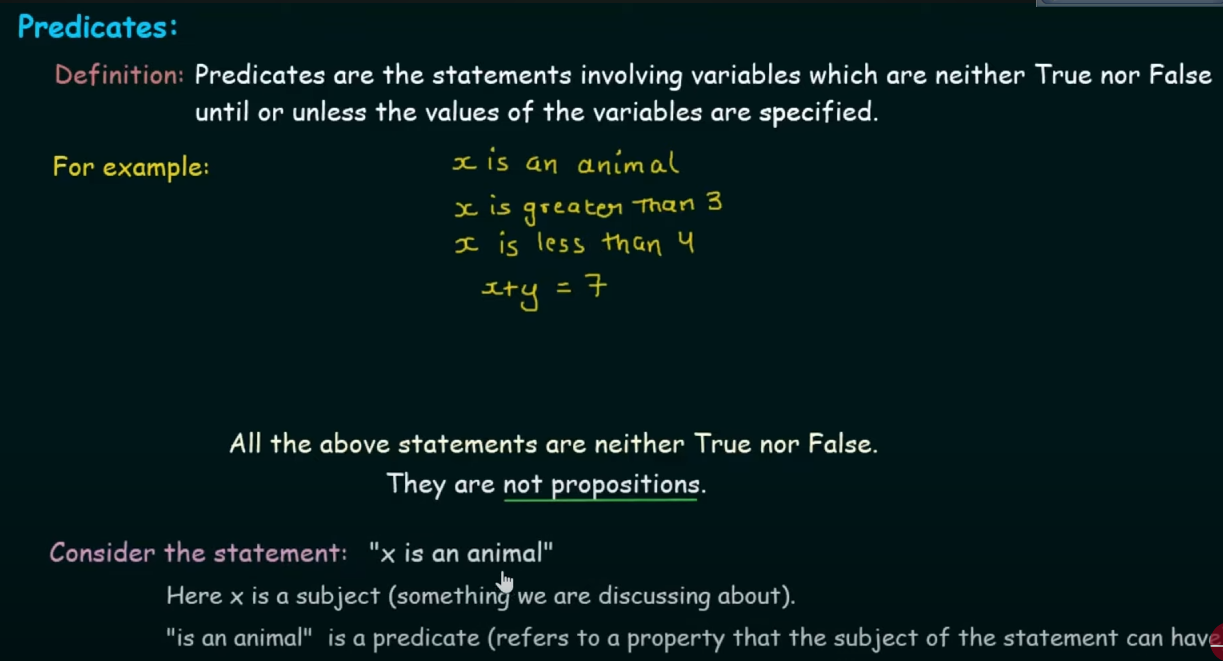 Predicates:
Definition: Predicates are the statements involving variables which are neither True nor False
until or unless the values of the variables are specified.
For example: x is an animal
x is greater than 3
x is less than 4
x+y = 7
All the above statements are neither True nor False.
They are not propositions.
Consider the statement: "x is an animal"
Here x is a subject (something we are discussing about).
"is an animal" is a predicate (refers to a property that the subject of the statement can have